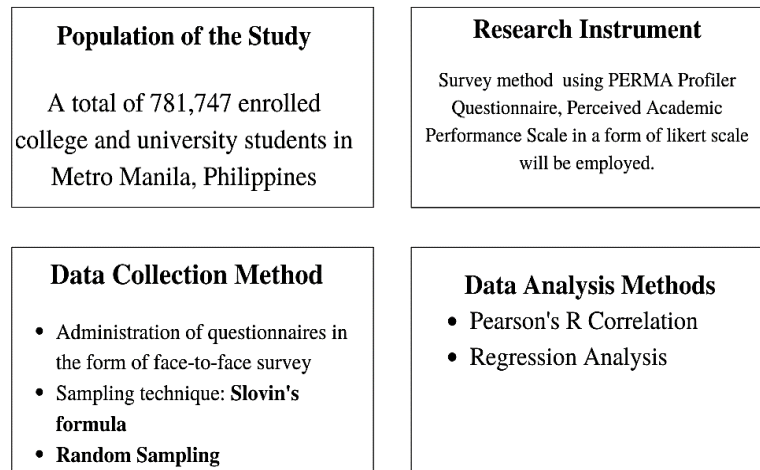 Population of the Study
A total of 781,747 enrolled
college and university students in
Metro Manila, Philippines
Research Instrument
Survey method using PERMA Profiler
Questionnaire, Perceived Academic
Performance Scale in a form of likert scale
will be employed.
Data Collection Method
• Administration of questionnaires in
the form of face-to-face survey
• Sampling technique: Slovin's
formula
• Random Sampling
Data Analysis Methods
• Pearson's R Correlation
• Regression Analysis